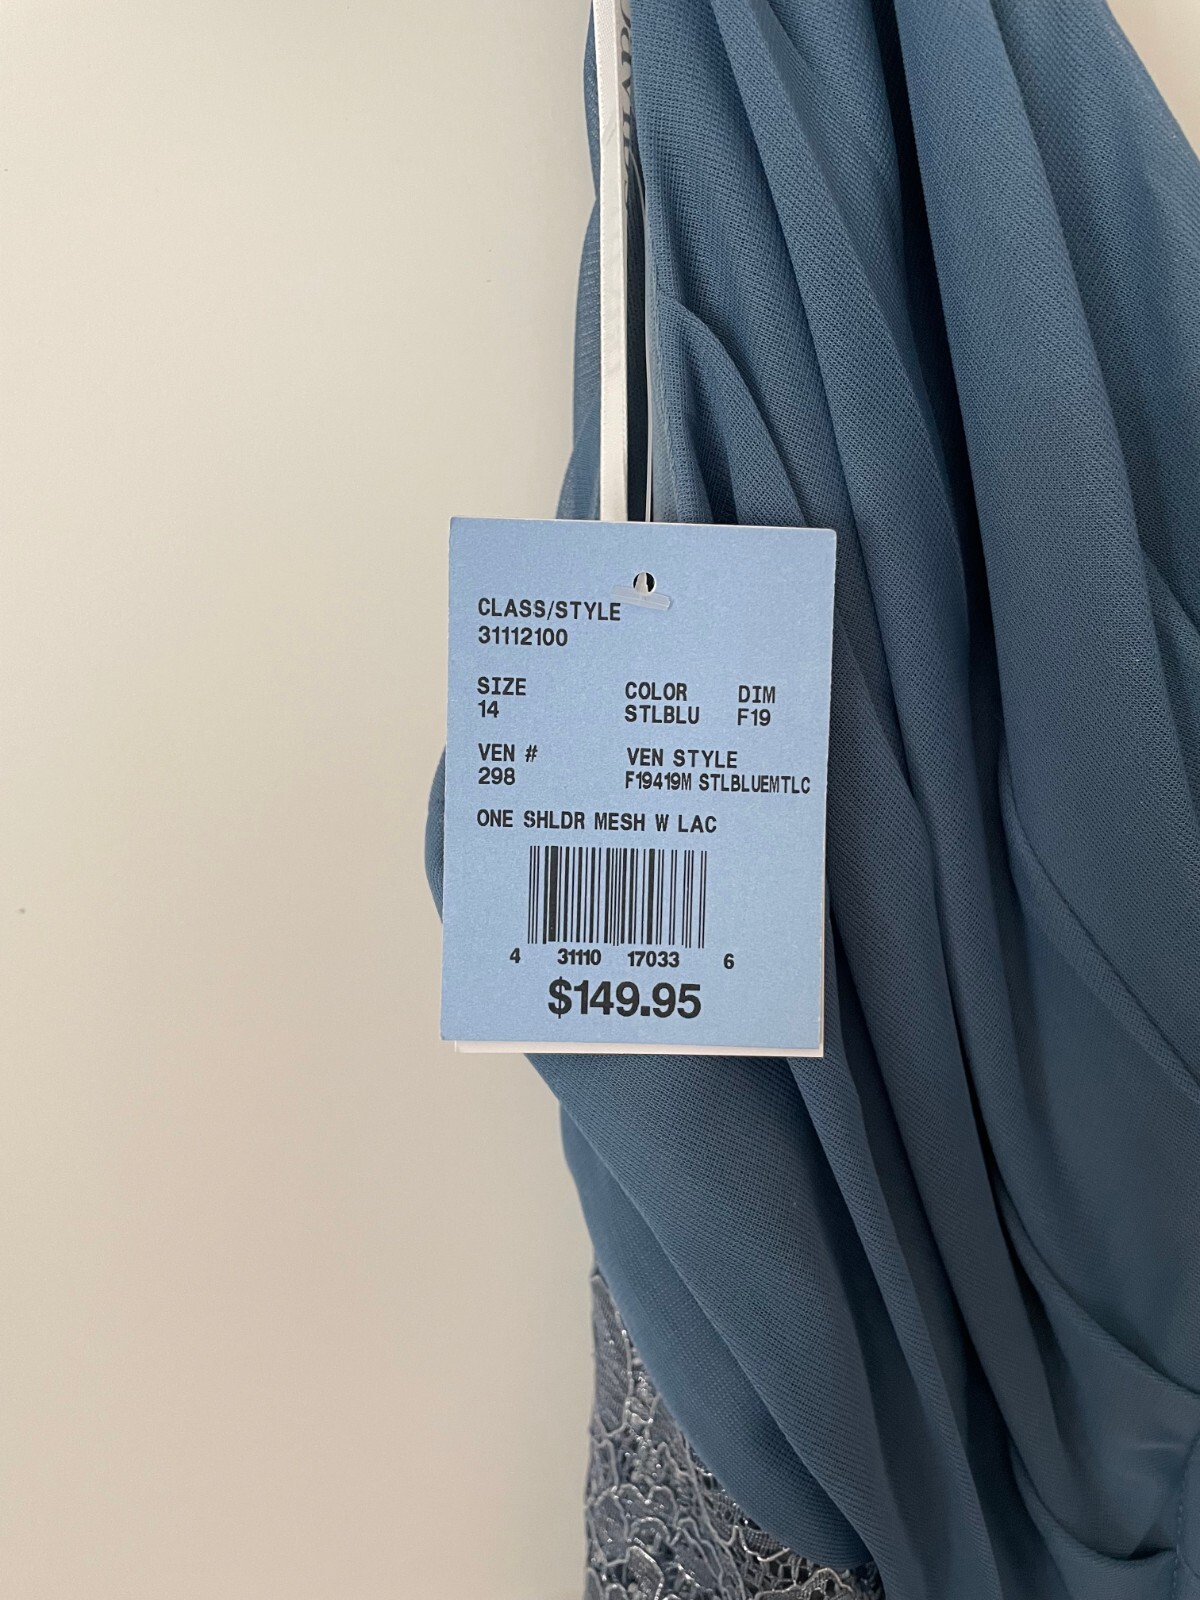 CLASS/STYLE
31112100
SIZE COLOR DIM
14 STLBLU F19
VEN # VEN STYLE
298 F19419M STLBLUEMTLC
ONE SHLDR MESH W LAC
4 31110 17033 6
$149.95